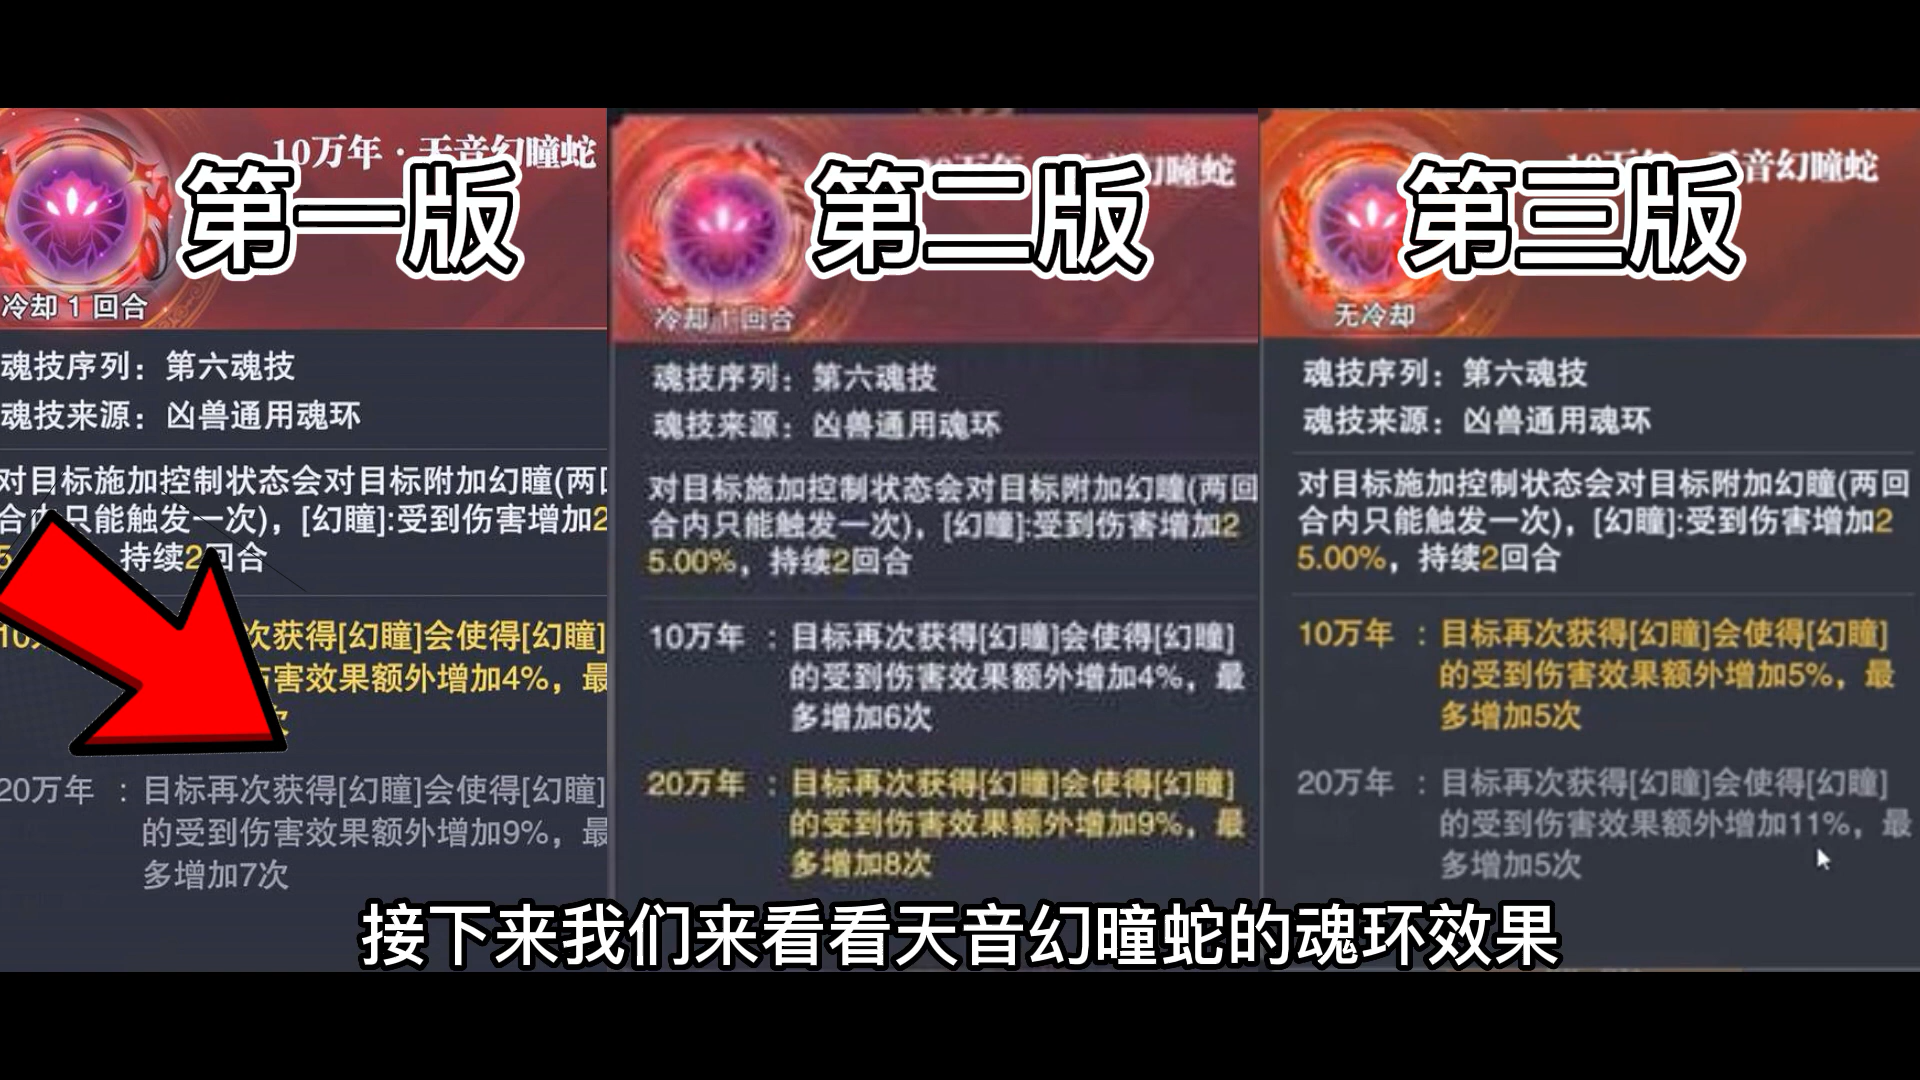 10万年·天音幻瞳蛇
第一版
冷却 1 回合
魂技序列：第六魂技
魂技来源：凶兽通用魂环
对目标施加控制状态会对目标附加幻瞳(两
只能触发一次)，[幻瞳]:受到伤害增加2
持续2回合
次获得[幻瞳]会使得[幻瞳]
伤害效果额外增加4%，最
次
20万年：目标再次获得[幻瞳]会使得[幻瞳]
的受到伤害效果额外增加9%，最
多增加7次
幻瞳蛇
第二版
冷却 1 回合
魂技序列：第六魂技
魂技来源：凶兽通用魂环
对目标施加控制状态会对目标附加幻瞳(两回
合内只能触发一次)，[幻瞳]:受到伤害增加2
5.00%，持续2回合
10万年：目标再次获得[幻瞳]会使得[幻瞳]
的受到伤害效果额外增加4%，最
多增加6次
20万年：目标再次获得[幻瞳]会使得[幻瞳]
的受到伤害效果额外增加9%，最
多增加8次
音幻瞳蛇
第三版
无冷却
魂技序列：第六魂技
魂技来源：凶兽通用魂环
对目标施加控制状态会对目标附加幻瞳(两回
合内只能触发一次)，[幻瞳]:受到伤害增加2
5.00%，持续2回合
10万年：目标再次获得[幻瞳]会使得[幻瞳]
的受到伤害效果额外增加5%，最
多增加5次
20万年：目标再次获得[幻瞳]会使得[幻瞳]
的受到伤害效果额外增加11%，最
多增加5次
接下来我们来看看天音幻瞳蛇的魂环效果